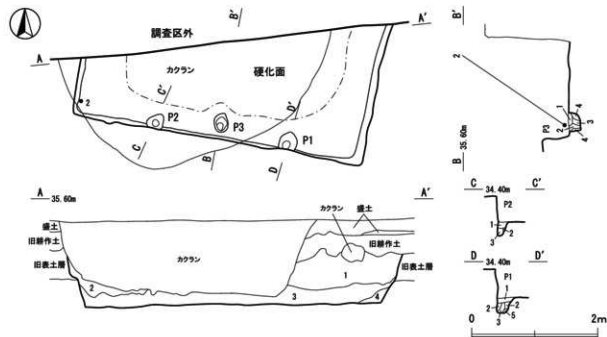 A
調査区外
B'
A'
カクラン
硬化面
2
C'
D'
P2
P3
P1
C
B
D
A 35.60m
A'
盛土
旧耕作土
旧表土層
カクラン
カクラン
盛土
旧耕作土
旧表土層
1
2
3
4
B'
2
1
2
3
4
P3
B 35.60m
C 34.40m C'
P2
1
2
3
D 34.40m D'
P1
1
2
2
3
5
0 2m